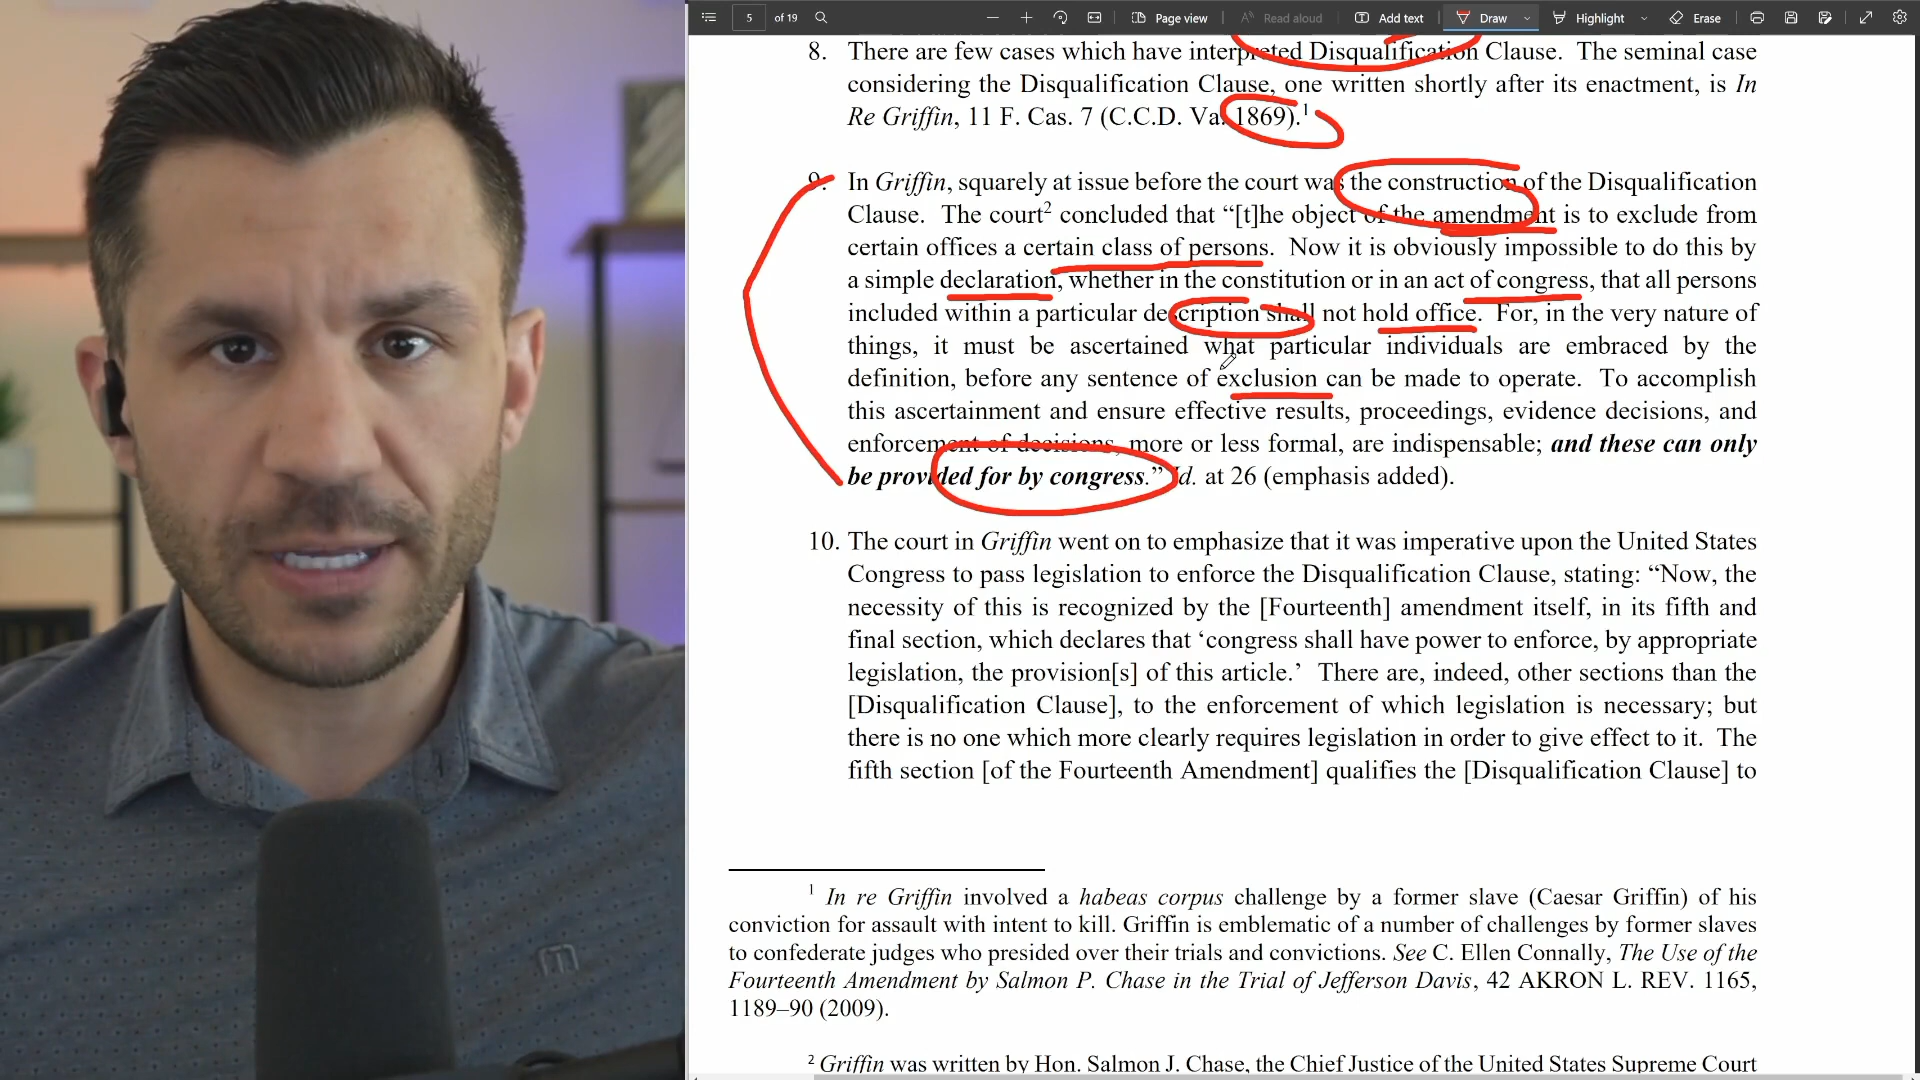 5 of 19 Page view Read aloud Add text Draw Highlight Erase
8. There are few cases which have interpreted Disqualification Clause. The seminal case
considering the Disqualification Clause, one written shortly after its enactment, is In
Re Griffin, 11 F. Cas. 7 (C.C.D. Va. 1869).1
9. In Griffin, squarely at issue before the court was the construction of the Disqualification
Clause. The court2 concluded that “[t]he object of the amendment is to exclude from
certain offices a certain class of persons. Now it is obviously impossible to do this by
a simple declaration, whether in the constitution or in an act of congress, that all persons
included within a particular description shall not hold office. For, in the very nature of
things, it must be ascertained what particular individuals are embraced by the
definition, before any sentence of exclusion can be made to operate. To accomplish
this ascertainment and ensure effective results, proceedings, evidence decisions, and
enforcement of decisions, more or less formal, are indispensable; and these can only
be provided for by congress.” Id. at 26 (emphasis added).
10. The court in Griffin went on to emphasize that it was imperative upon the United States
Congress to pass legislation to enforce the Disqualification Clause, stating: “Now, the
necessity of this is recognized by the [Fourteenth] amendment itself, in its fifth and
final section, which declares that ‘congress shall have power to enforce, by appropriate
legislation, the provision[s] of this article.’ There are, indeed, other sections than the
[Disqualification Clause], to the enforcement of which legislation is necessary; but
there is no one which more clearly requires legislation in order to give effect to it. The
fifth section [of the Fourteenth Amendment] qualifies the [Disqualification Clause] to
1 In re Griffin involved a habeas corpus challenge by a former slave (Caesar Griffin) of his
conviction for assault with intent to kill. Griffin is emblematic of a number of challenges by former slaves
to confederate judges who presided over their trials and convictions. See C. Ellen Connally, The Use of the
Fourteenth Amendment by Salmon P. Chase in the Trial of Jefferson Davis, 42 AKRON L. REV. 1165,
1189–90 (2009).
2 Griffin was written by Hon. Salmon J. Chase, the Chief Justice of the United States Supreme Court